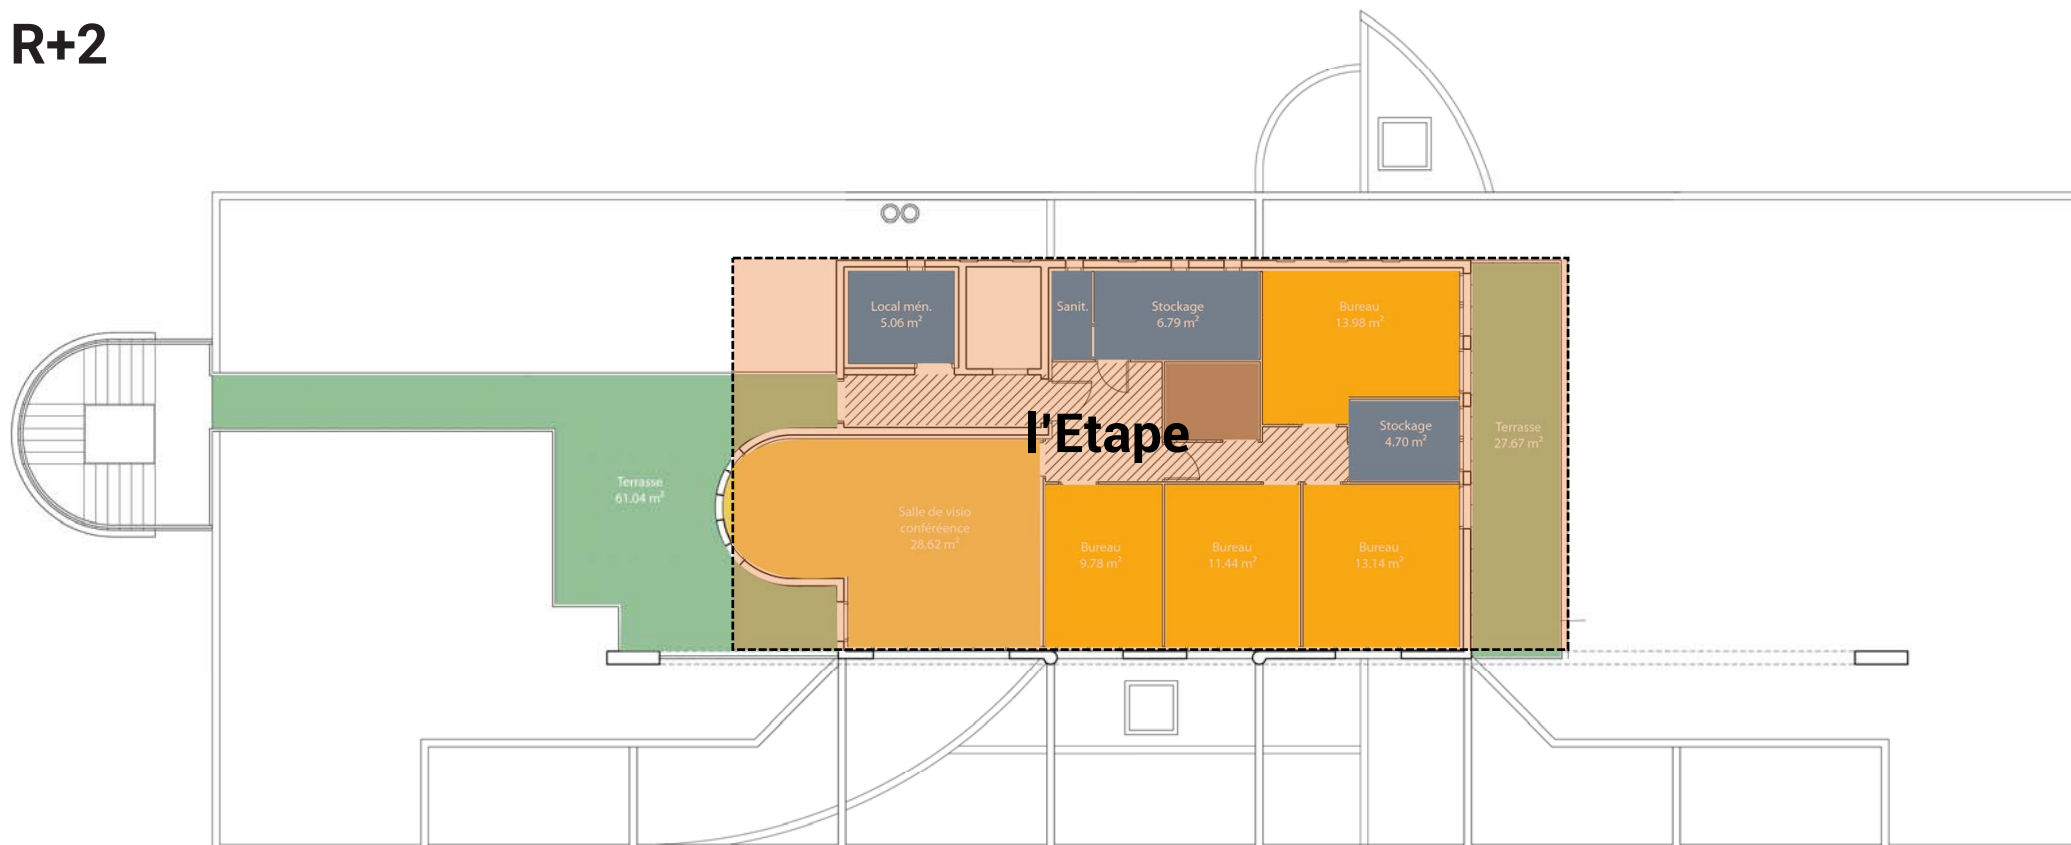 R+2
Local mén.
5.06 m²
Sanit.
Stockage
6.79 m²
Bureau
13.98 m²
l'Etape
Stockage
4.70 m²
Terrasse
27.67 m²
Terrasse
61.04 m²
Salle de visio
conféréence
28.62 m²
Bureau
9.78 m²
Bureau
11.44 m²
Bureau
13.14 m²